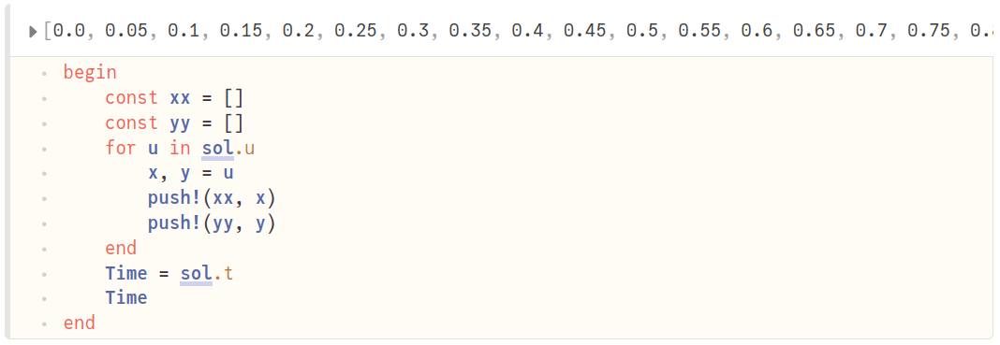 [0.0, 0.05, 0.1, 0.15, 0.2, 0.25, 0.3, 0.35, 0.4, 0.45, 0.5, 0.55, 0.6, 0.65, 0.7, 0.75, 0.
begin
    const xx = []
    const yy = []
    for u in sol.u
        x, y = u
        push!(xx, x)
        push!(yy, y)
    end
    Time = sol.t
    Time
end